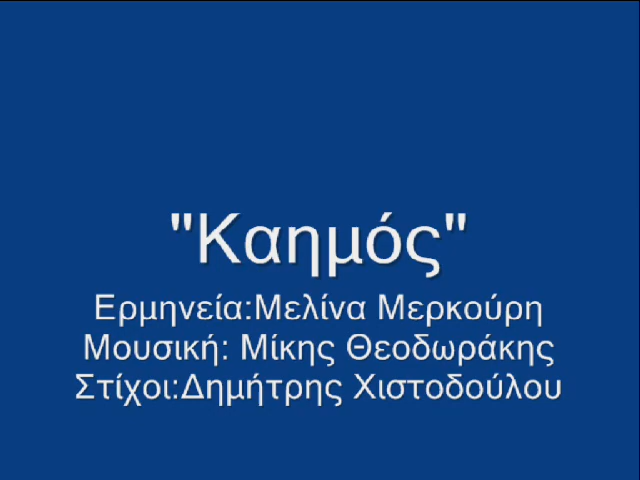 "Καημός"
Ερμηνεία:Μελίνα Μερκούρη
Μουσική: Μίκης Θεοδωράκης
Στίχοι:Δημήτρης Χιστοδούλου